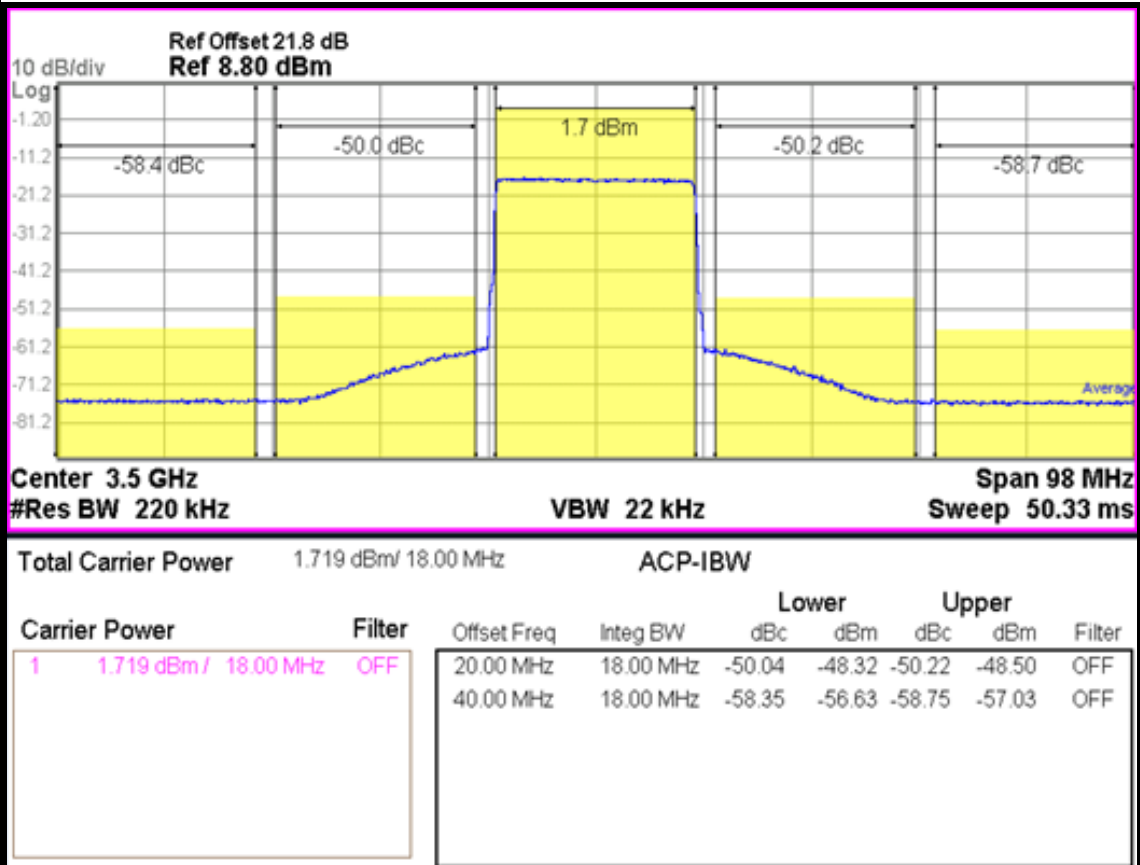 Ref Offset 21.8 dB
10 dB/div Ref 8.80 dBm
Log
-1.20
-11.2
-21.2
-31.2
-41.2
-51.2
-61.2
-71.2
-81.2
-58.4 dBc
-50.0 dBc
1.7 dBm
-50.2 dBc
-58.7 dBc
Average
Center 3.5 GHz Span 98 MHz
#Res BW 220 kHz VBW 22 kHz Sweep 50.33 ms
Total Carrier Power 1.719 dBm/ 18.00 MHz ACP-IBW
Lower Upper
Carrier Power Filter Offset Freq Integ BW dBc dBm dBc dBm Filter
1 1.719 dBm / 18.00 MHz OFF 20.00 MHz 18.00 MHz -50.04 -48.32 -50.22 -48.50 OFF
40.00 MHz 18.00 MHz -58.35 -56.63 -58.75 -57.03 OFF